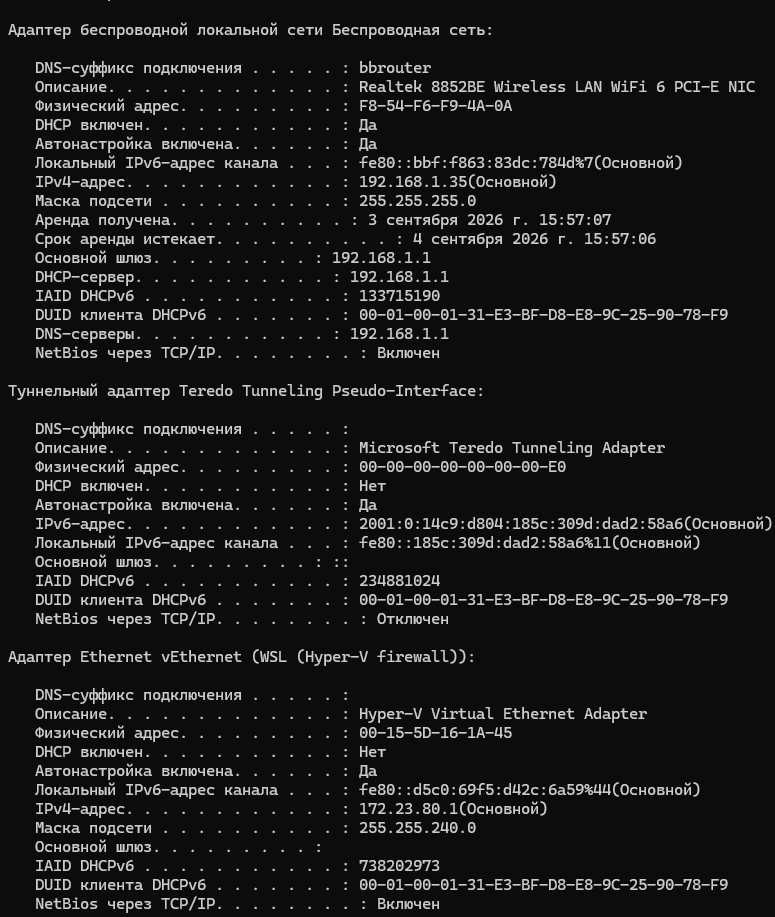 Адаптер беспроводной локальной сети Беспроводная сеть:
DNS-суффикс подключения . . . . . : bbrouter
Описание. . . . . . . . . . . . . : Realtek 8852BE Wireless LAN WiFi 6 PCI-E NIC
Физический адрес. . . . . . . . . : F8-54-F6-F9-4A-0A
DHCP включен. . . . . . . . . . . : Да
Автонастройка включена. . . . . . : Да
Локальный IPv6-адрес канала . . . : fe80::bbf:f863:83dc:784d%7(Основной)
IPv4-адрес. . . . . . . . . . . . : 192.168.1.35(Основной)
Маска подсети . . . . . . . . . . : 255.255.255.0
Аренда получена. . . . . . . . . . : 3 сентября 2026 г. 15:57:07
Срок аренды истекает. . . . . . . . . . : 4 сентября 2026 г. 15:57:06
Основной шлюз. . . . . . . . . : 192.168.1.1
DHCP-сервер. . . . . . . . . . . : 192.168.1.1
IAID DHCPv6 . . . . . . . . . . . : 133715190
DUID клиента DHCPv6 . . . . . . . : 00-01-00-01-31-E3-BF-D8-E8-9C-25-90-78-F9
DNS-серверы. . . . . . . . . . . : 192.168.1.1
NetBios через TCP/IP. . . . . . . . : Включен
Туннельный адаптер Teredo Tunneling Pseudo-Interface:
DNS-суффикс подключения . . . . . :
Описание. . . . . . . . . . . . . : Microsoft Teredo Tunneling Adapter
Физический адрес. . . . . . . . . : 00-00-00-00-00-00-00-E0
DHCP включен. . . . . . . . . . . : Нет
Автонастройка включена. . . . . . : Да
IPv6-адрес. . . . . . . . . . . . : 2001:0:14c9:d804:185c:309d:dad2:58a6(Основной)
Локальный IPv6-адрес канала . . . : fe80::185c:309d:dad2:58a6%11(Основной)
Основной шлюз. . . . . . . . . : ::
IAID DHCPv6 . . . . . . . . . . . : 234881024
DUID клиента DHCPv6 . . . . . . . : 00-01-00-01-31-E3-BF-D8-E8-9C-25-90-78-F9
NetBios через TCP/IP. . . . . . . . : Отключен
Адаптер Ethernet vEthernet (WSL (Hyper-V firewall)):
DNS-суффикс подключения . . . . . :
Описание. . . . . . . . . . . . . : Hyper-V Virtual Ethernet Adapter
Физический адрес. . . . . . . . . : 00-15-5D-16-1A-45
DHCP включен. . . . . . . . . . . : Нет
Автонастройка включена. . . . . . : Да
Локальный IPv6-адрес канала . . . : fe80::d5c0:69f5:d42c:6a59%44(Основной)
IPv4-адрес. . . . . . . . . . . . : 172.23.80.1(Основной)
Маска подсети . . . . . . . . . . : 255.255.240.0
Основной шлюз. . . . . . . . . :
IAID DHCPv6 . . . . . . . . . . . : 738202973
DUID клиента DHCPv6 . . . . . . . : 00-01-00-01-31-E3-BF-D8-E8-9C-25-90-78-F9
NetBios через TCP/IP. . . . . . . . : Включен